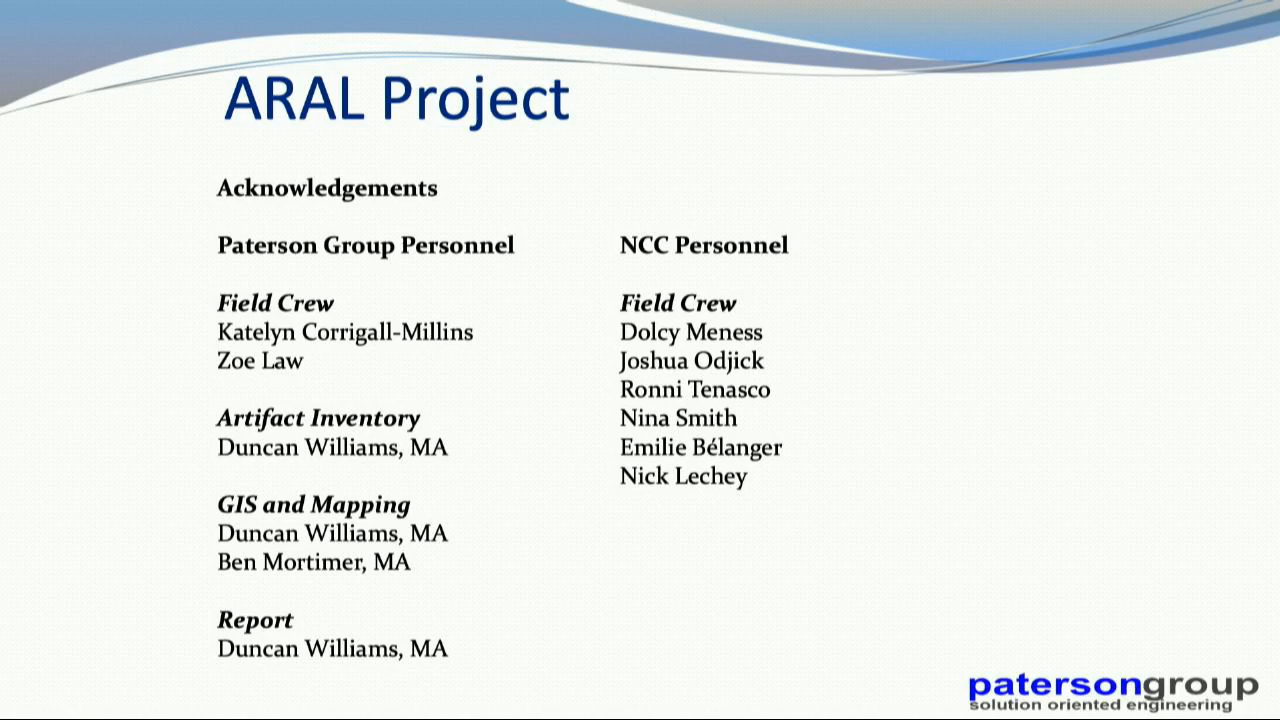 ARAL Project
Acknowledgements
Paterson Group Personnel
Field Crew
Katelyn Corrigall-Millins
Zoe Law
Artifact Inventory
Duncan Williams, MA
GIS and Mapping
Duncan Williams, MA
Ben Mortimer, MA
Report
Duncan Williams, MA
NCC Personnel
Field Crew
Dolcy Meness
Joshua Odjick
Ronni Tenasco
Nina Smith
Emilie Bélanger
Nick Lechey
patersongroup
solution oriented engineering